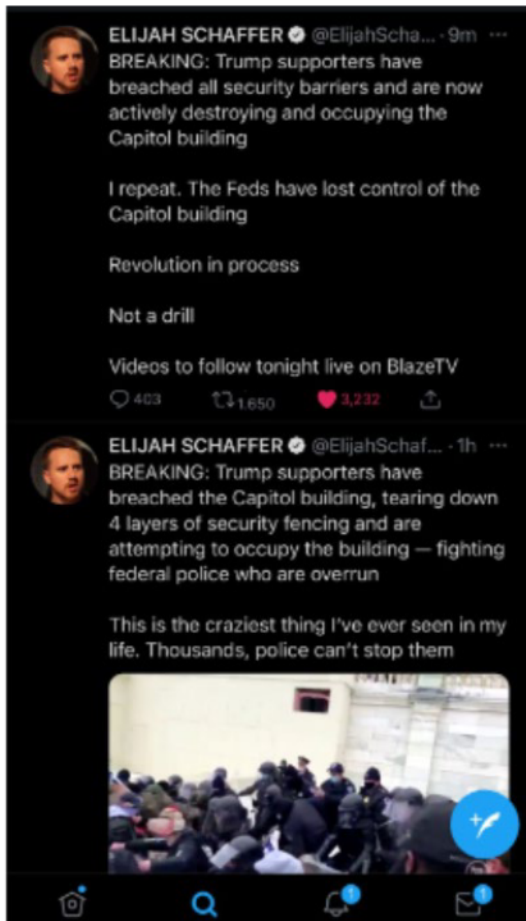 ELIJAH SCHAFFER @ElijahScha... · 9m
BREAKING: Trump supporters have
breached all security barriers and are now
actively destroying and occupying the
Capitol building
I repeat. The Feds have lost control of the
Capitol building
Revolution in process
Not a drill
Videos to follow tonight live on BlazeTV
403 1,650 3,232
ELIJAH SCHAFFER @ElijahSchaf... · 1h
BREAKING: Trump supporters have
breached the Capitol building, tearing down
4 layers of security fencing and are
attempting to occupy the building — fighting
federal police who are overrun
This is the craziest thing I've ever seen in my
life. Thousands, police can't stop them
1 1